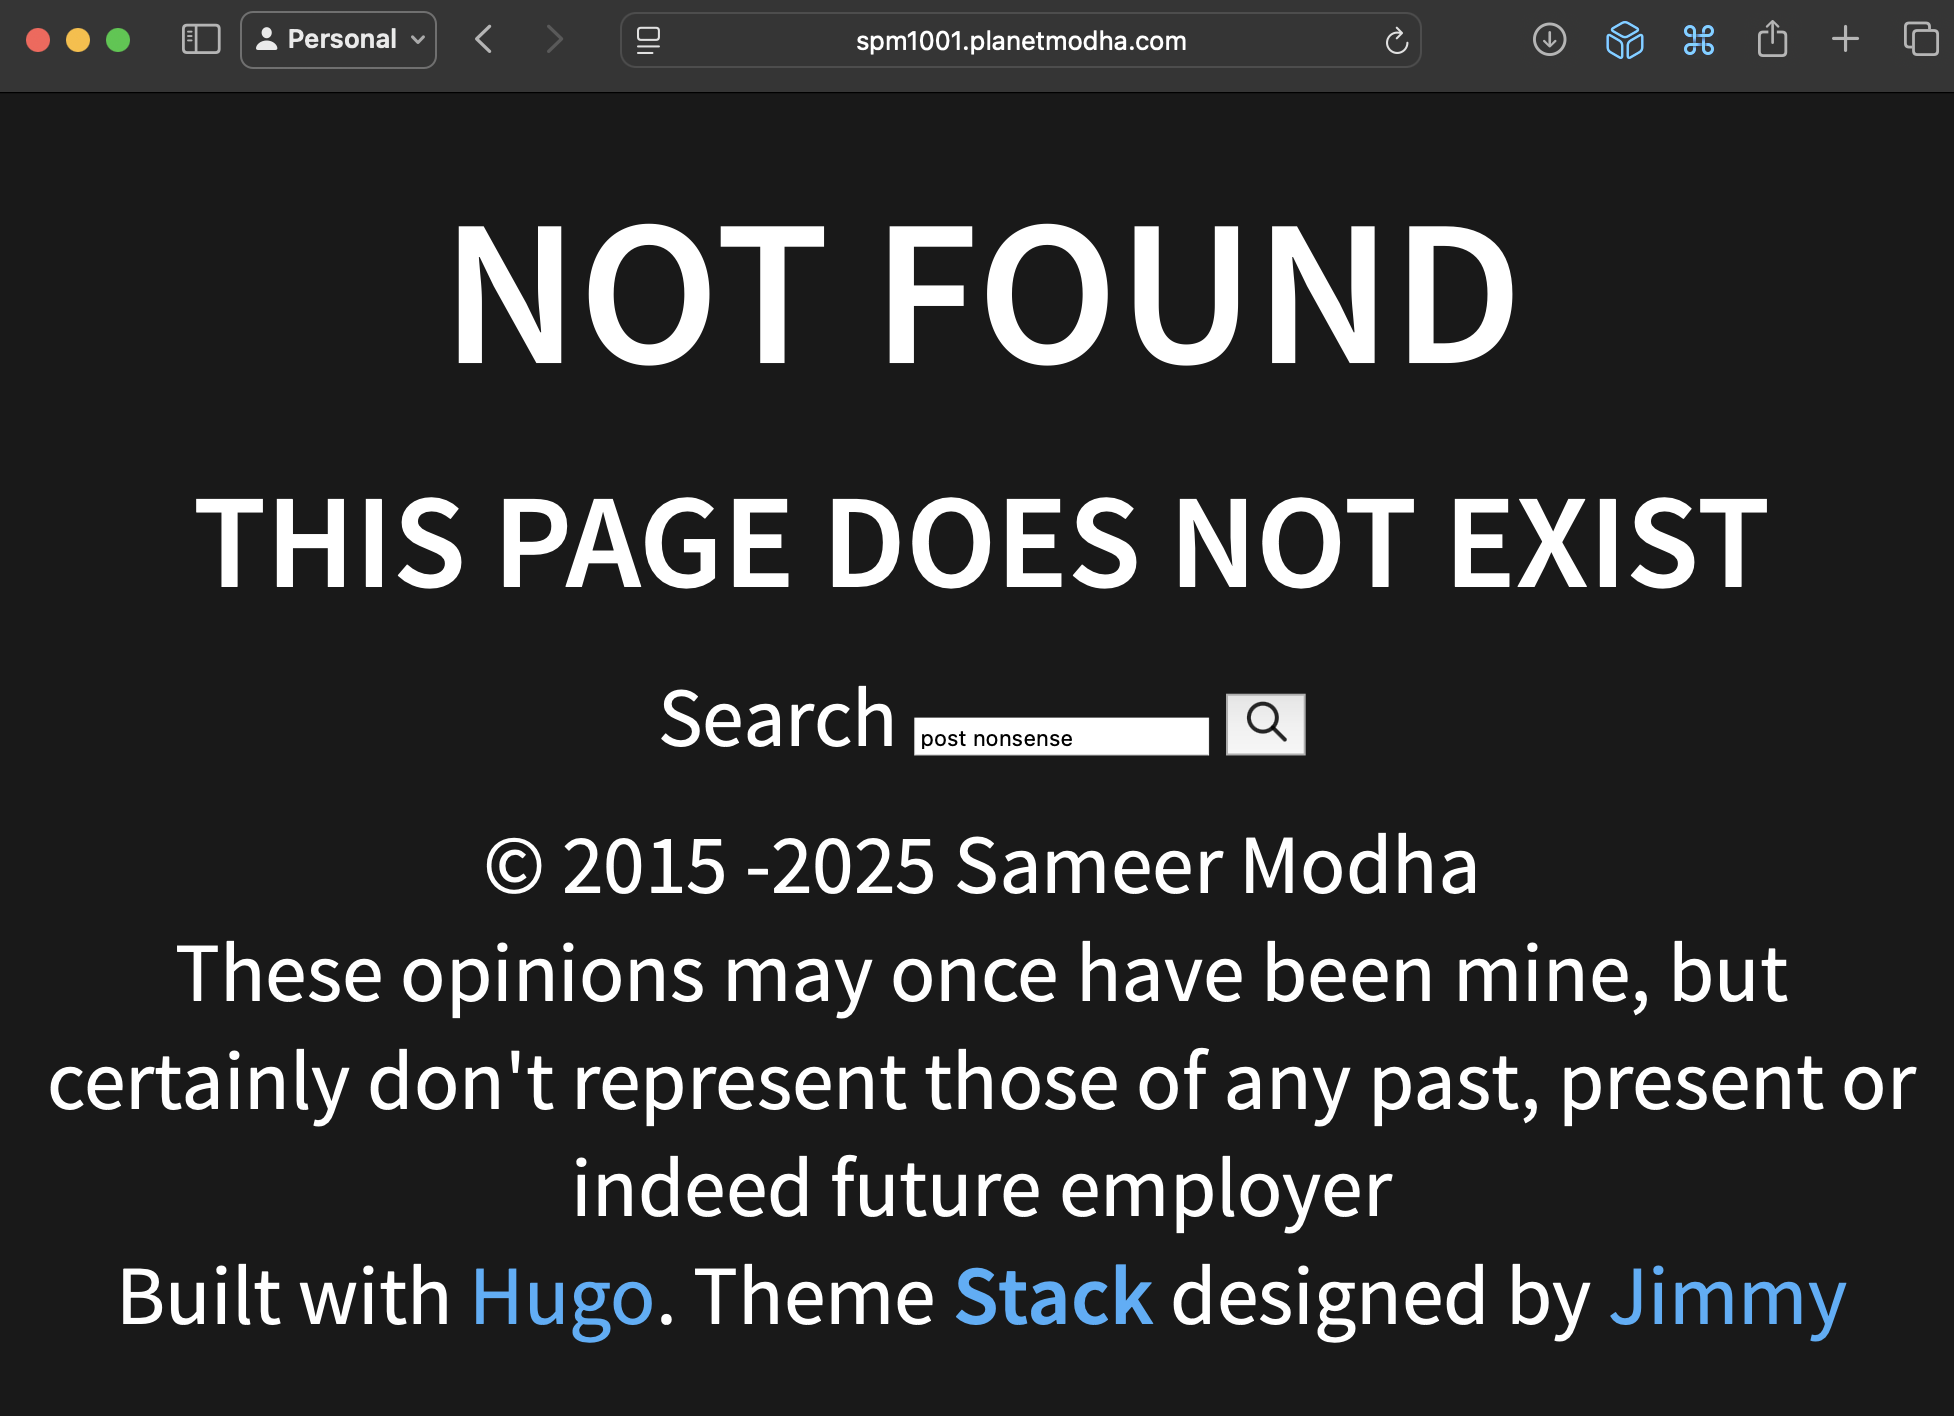 Personal
spm1001.planetmodha.com
NOT FOUND
THIS PAGE DOES NOT EXIST
Search post nonsense
© 2015 -2025 Sameer Modha
These opinions may once have been mine, but
certainly don't represent those of any past, present or
indeed future employer
Built with Hugo. Theme Stack designed by Jimmy